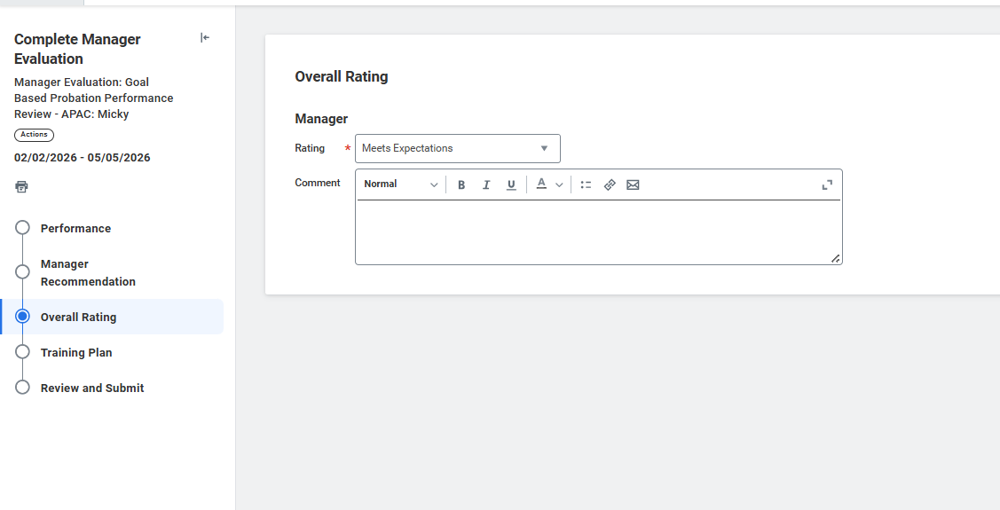 Complete Manager
Evaluation
Manager Evaluation: Goal
Based Probation Performance
Review - APAC: Micky
Actions
02/02/2026 - 05/05/2026
Performance
Manager
Recommendation
Overall Rating
Training Plan
Review and Submit
Overall Rating
Manager
Rating * Meets Expectations
Comment Normal B I U A